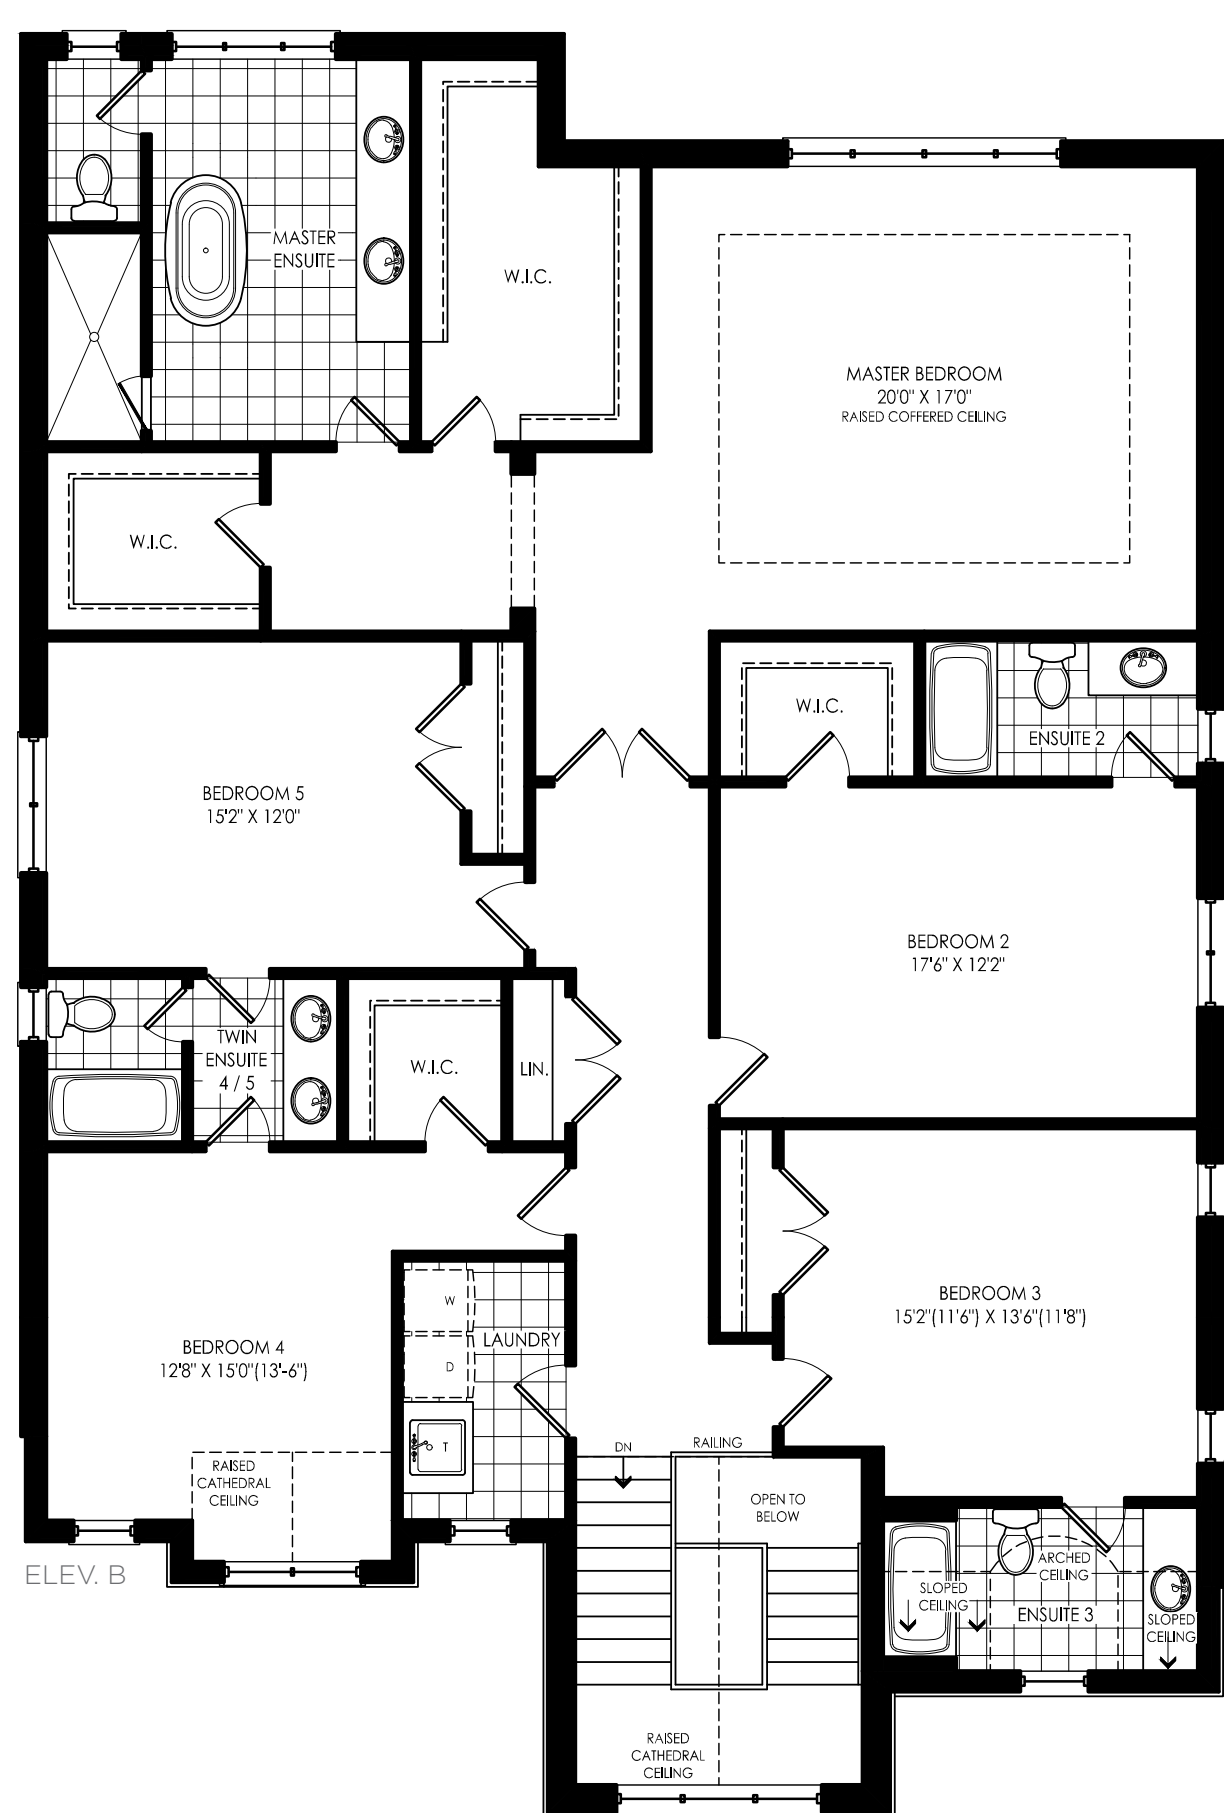 MASTER
ENSUITE
W.I.C.
MASTER BEDROOM
20'0" X 17'0"
RAISED COFFERED CEILING
W.I.C.
W.I.C.
ENSUITE 2
BEDROOM 5
15'2" X 12'0"
BEDROOM 2
17'6" X 12'2"
TWIN
ENSUITE
4 / 5
W.I.C.
LIN.
BEDROOM 3
15'2"(11'6") X 13'6"(11'8")
W
LAUNDRY
D
BEDROOM 4
12'8" X 15'0"(13'-6")
T
DN
RAILING
RAISED
CATHEDRAL
CEILING
OPEN TO
BELOW
ELEV. B
ARCHED
CEILING
SLOPED
CEILING
ENSUITE 3
SLOPED
CEILING
RAISED
CATHEDRAL
CEILING